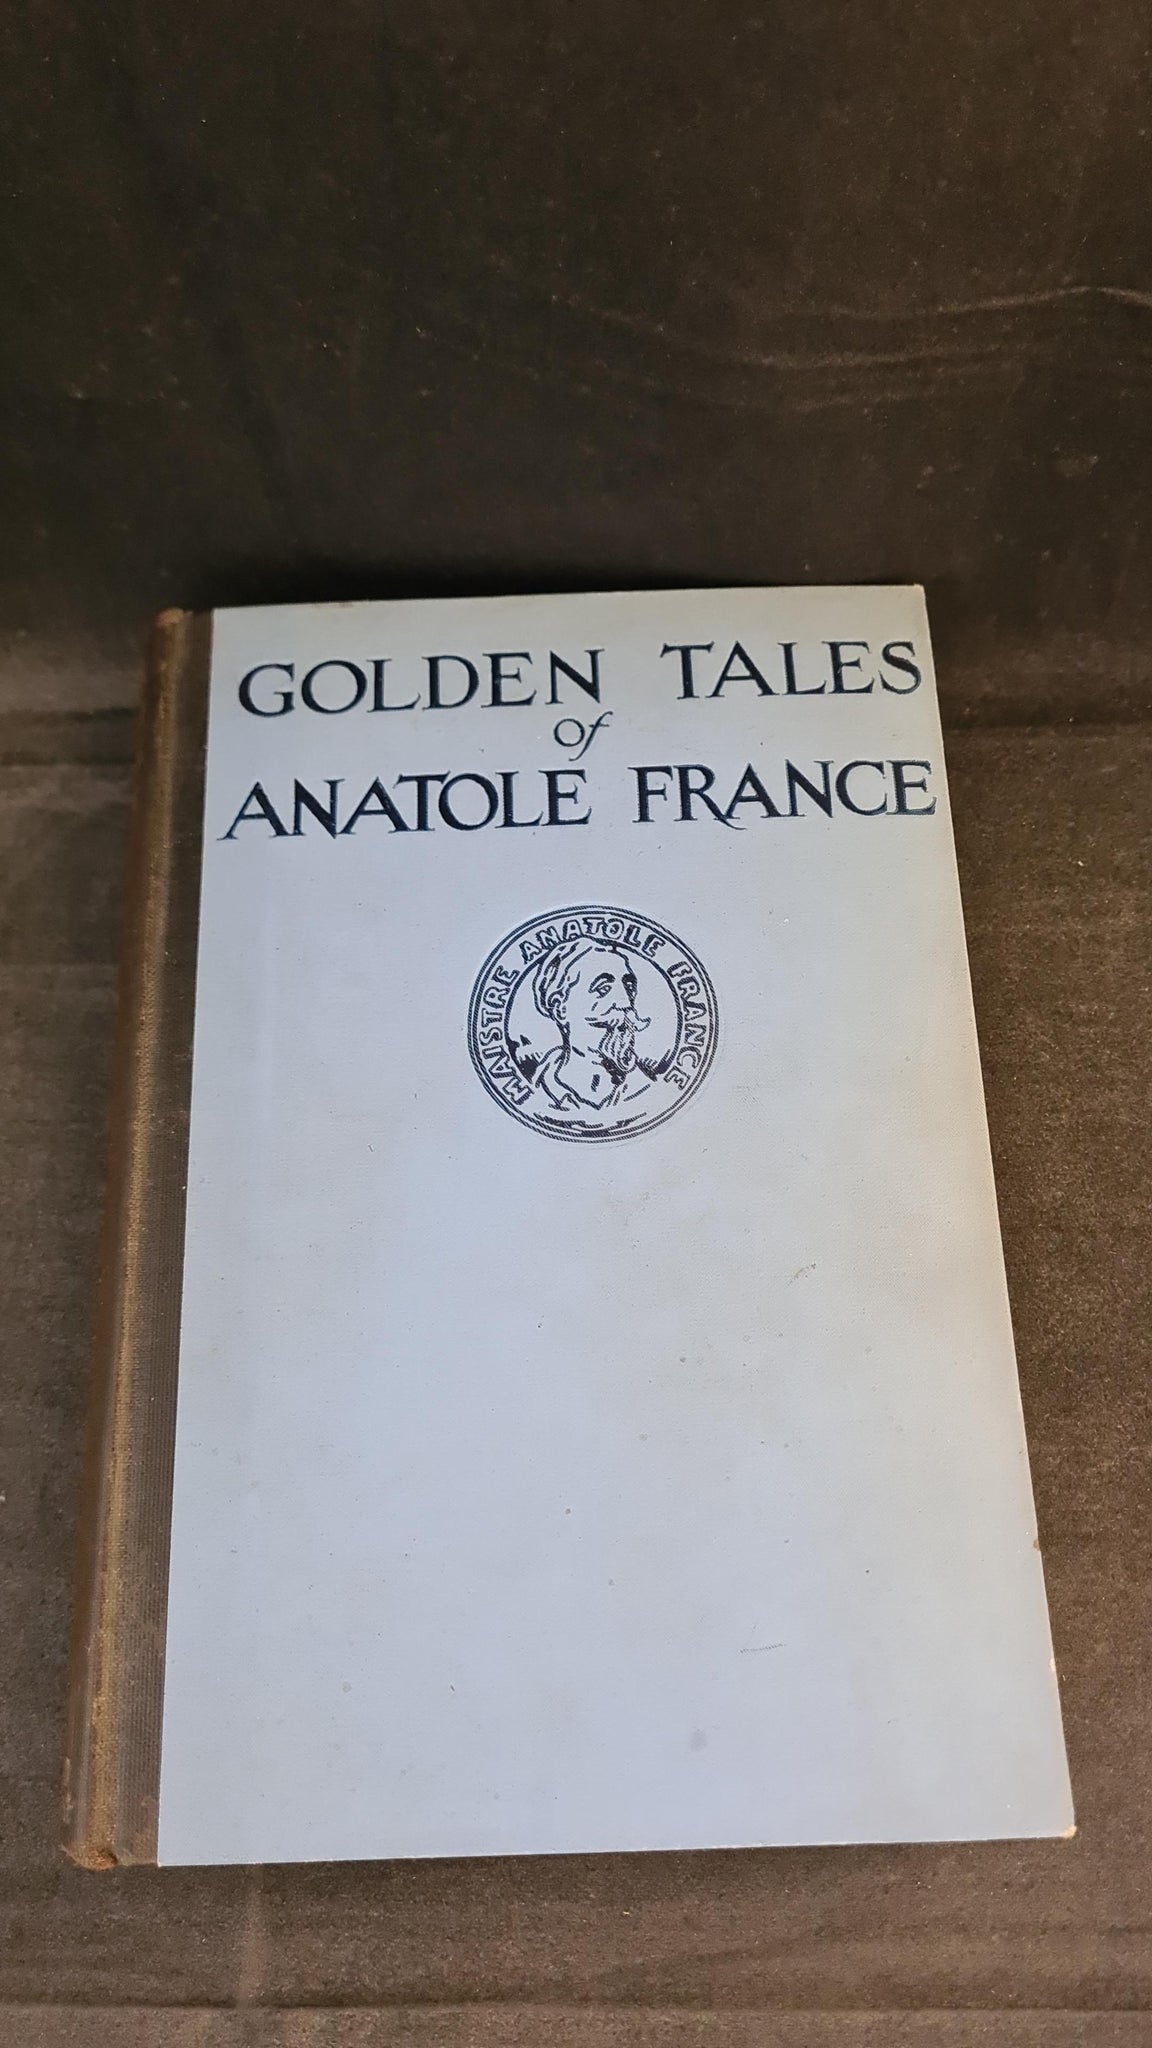 GOLDEN TALES
of
ANATOLE FRANCE
MAISTRE ANATOLE FRANCE